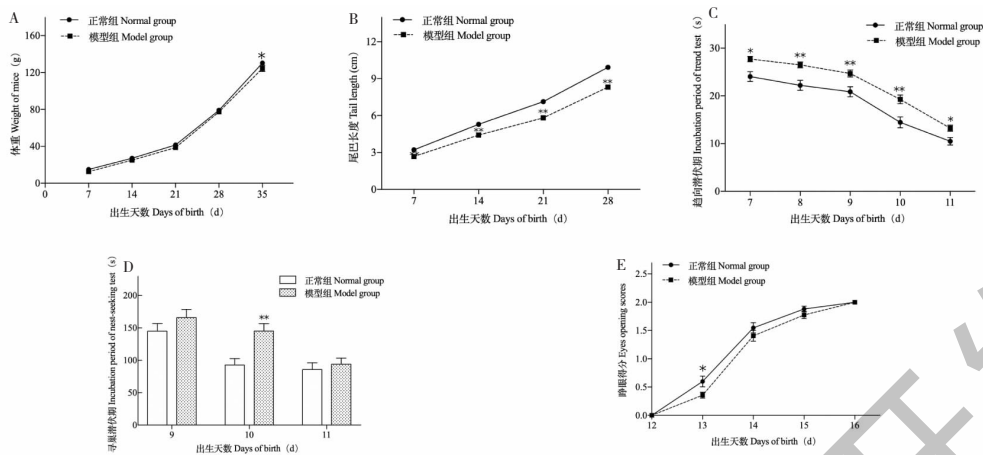 A
正常组 Normal group
模型组 Model group
体重 Weight of mice（g）
160
120
80
40
0
*
0 7 14 21 28 35
出生天数 Days of birth（d）
B
正常组 Normal group
模型组 Model group
尾巴长度 Tail length（cm）
12
9
6
3
0
**
**
**
**
7 14 21 28
出生天数 Days of birth（d）
C
正常组 Normal group
模型组 Model group
趋向潜伏期 Incubation period of trend test（s）
30
20
10
0
*
**
**
**
*
7 8 9 10 11
出生天数 Days of birth（d）
D
正常组 Normal group
模型组 Model group
寻巢潜伏期 Incubation period of nest-seeking test（s）
200
150
100
50
0
**
9 10 11
出生天数 Days of birth（d）
E
正常组 Normal group
模型组 Model group
睁眼得分 Eyes opening scores
2.5
2.0
1.5
1.0
0.5
0.0
*
12 13 14 15 16
出生天数 Days of birth（d）